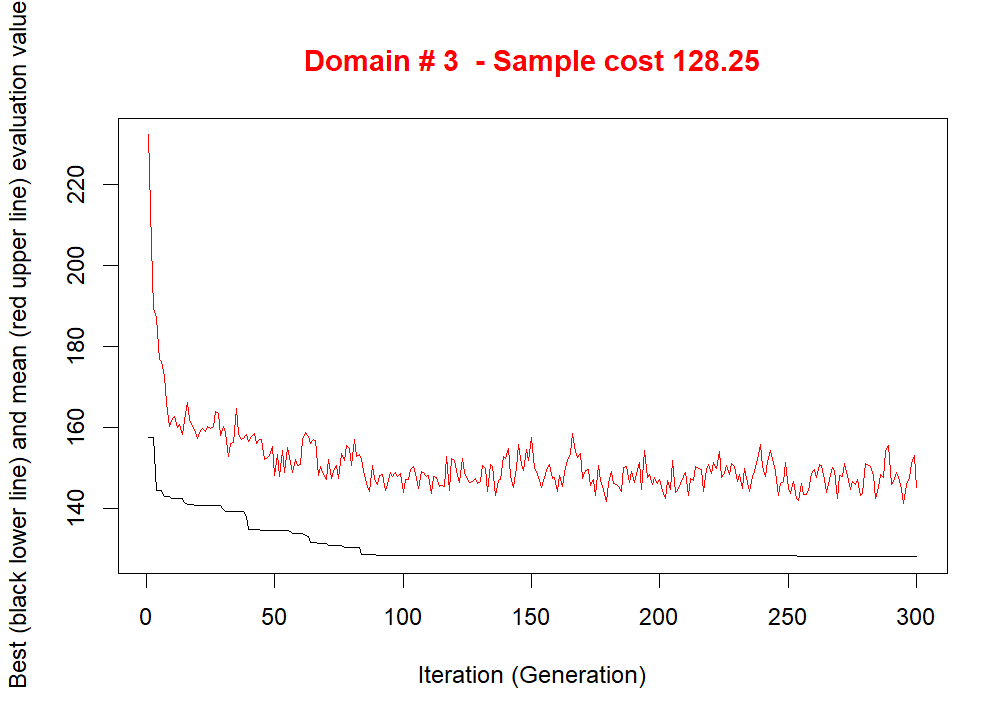 Domain # 3  - Sample cost 128.25
Best (black lower line) and mean (red upper line) evaluation value
220
200
180
160
140
0 50 100 150 200 250 300
Iteration (Generation)